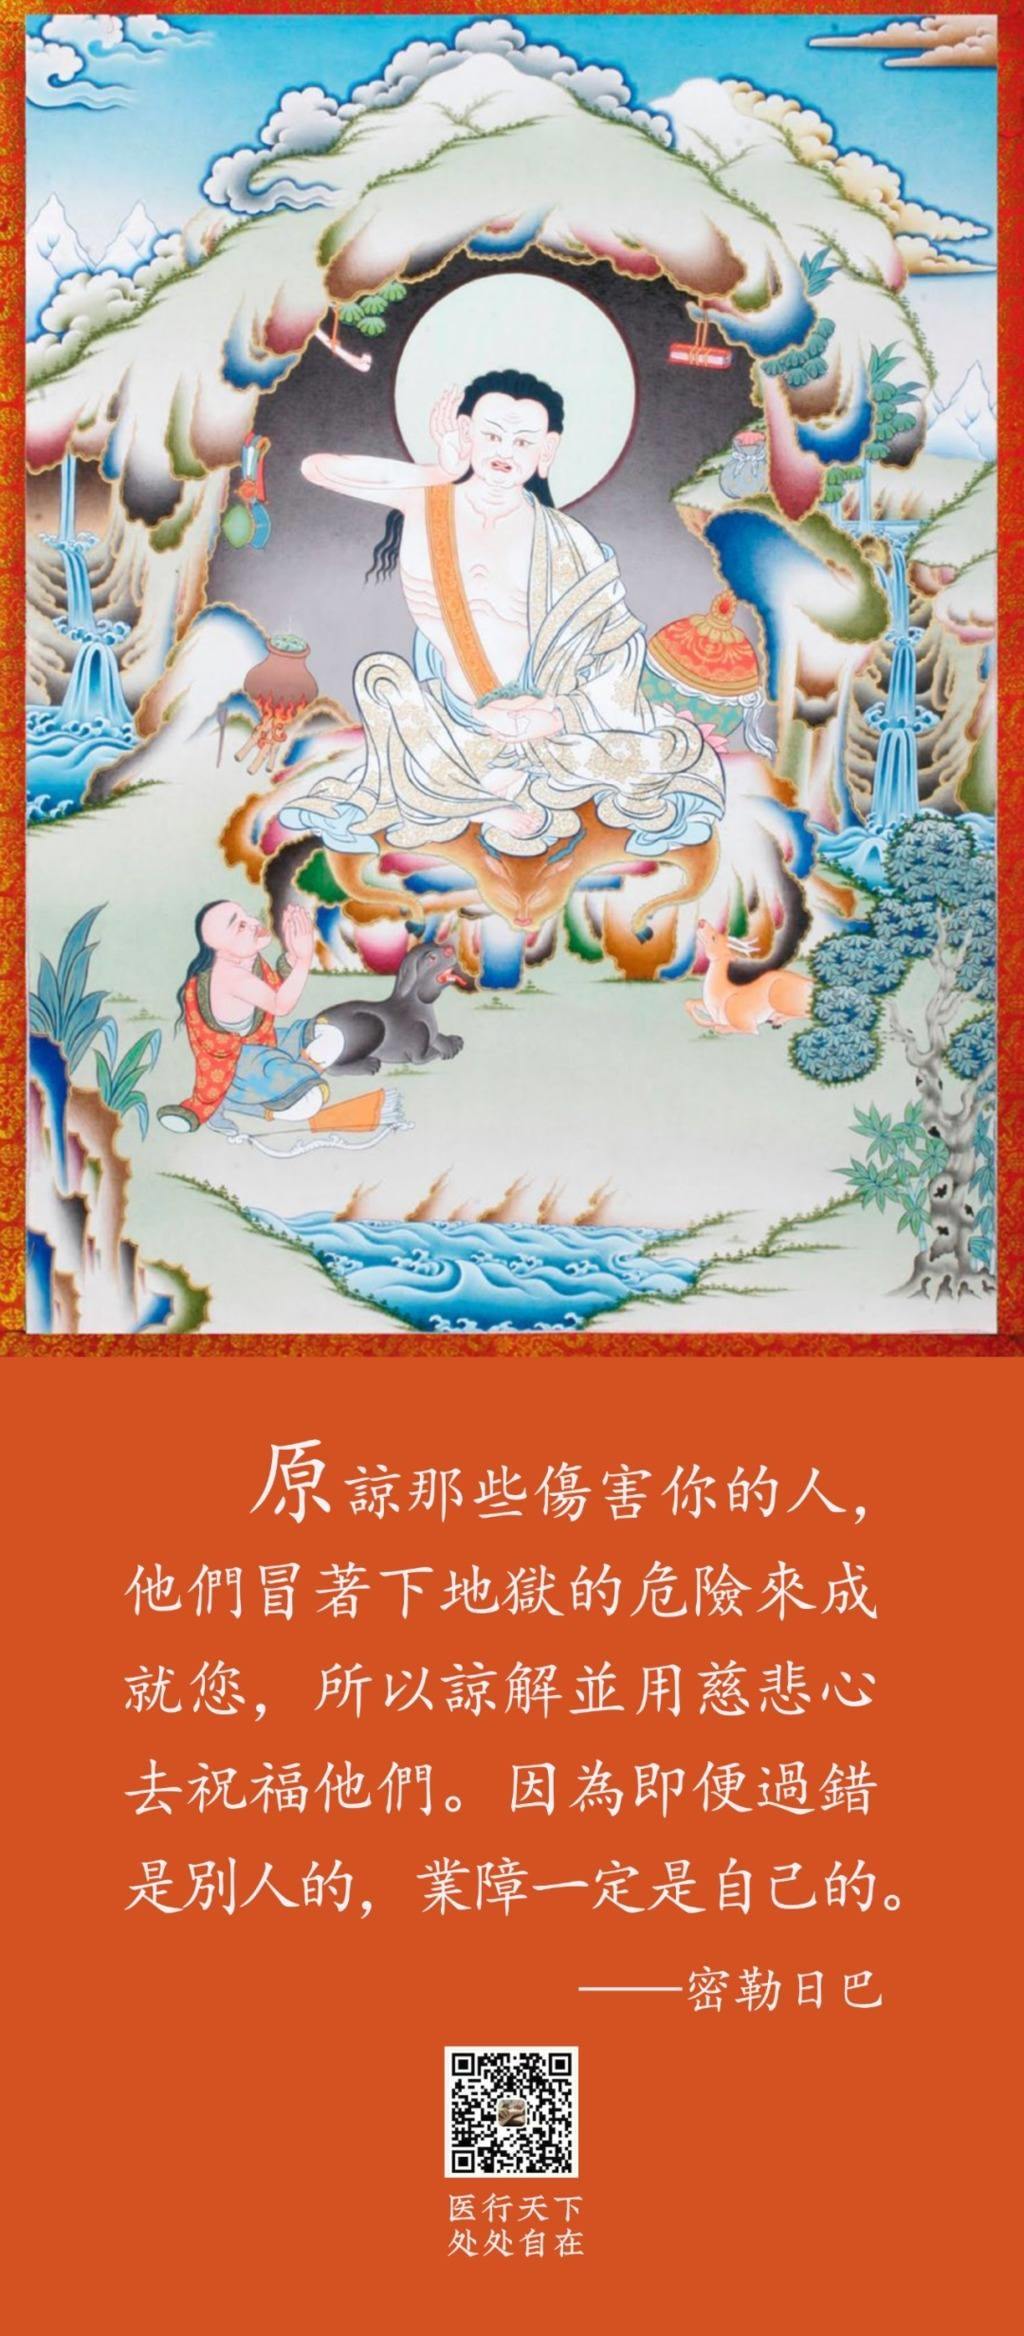 原諒那些傷害你的人，
他們冒著下地獄的危險來成
就您，所以諒解並用慈悲心
去祝福他們。因為即便過錯
是別人的，業障一定是自己的。
——密勒日巴
医行天下
处处自在